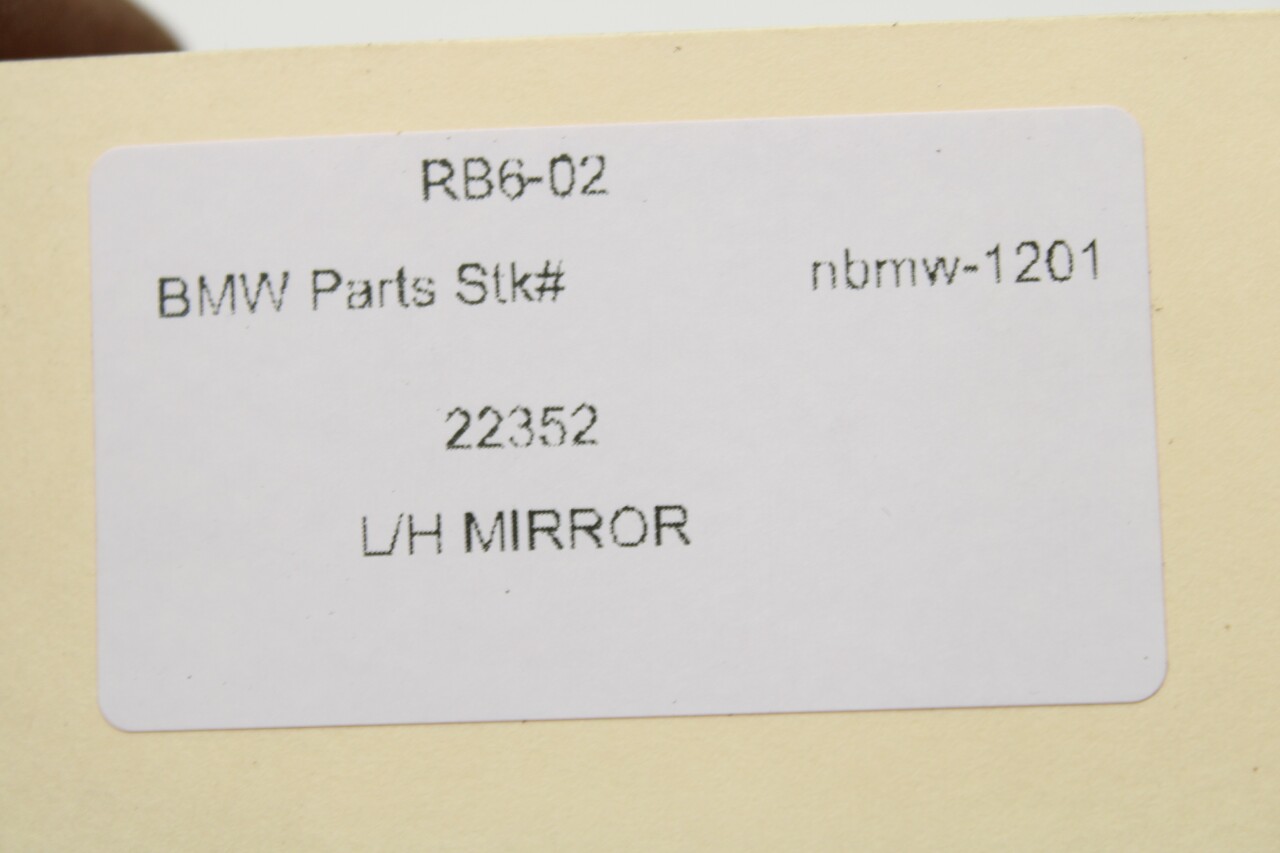 RB6-02
BMW Parts Stk# nbmw-1201
22352
L/H MIRROR